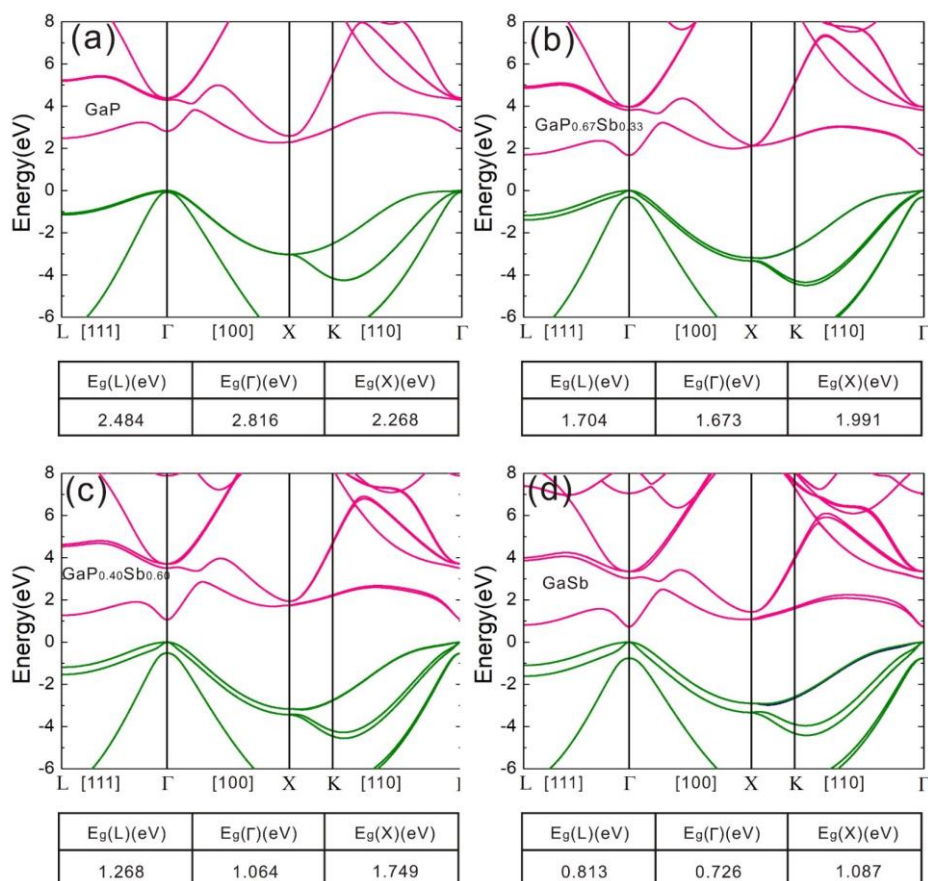 (a) (b)
GaP GaP0.67Sb0.33
Energy(eV) Energy(eV)
8 8
6 6
4 4
2 2
0 0
-2 -2
-4 -4
-6 -6
L [111] Γ [100] X K [110] Γ L [111] Γ [100] X K [110] Γ
Eg(L)(eV) Eg(Γ)(eV) Eg(X)(eV) Eg(L)(eV) Eg(Γ)(eV) Eg(X)(eV)
2.484 2.816 2.268 1.704 1.673 1.991
(c) (d)
GaP0.40Sb0.60 GaSb
Energy(eV) Energy(eV)
8 8
6 6
4 4
2 2
0 0
-2 -2
-4 -4
-6 -6
L [111] Γ [100] X K [110] L [111] Γ [100] X K [110] Γ
Eg(L)(eV) Eg(Γ)(eV) Eg(X)(eV) Eg(L)(eV) Eg(Γ)(eV) Eg(X)(eV)
1.268 1.064 1.749 0.813 0.726 1.087